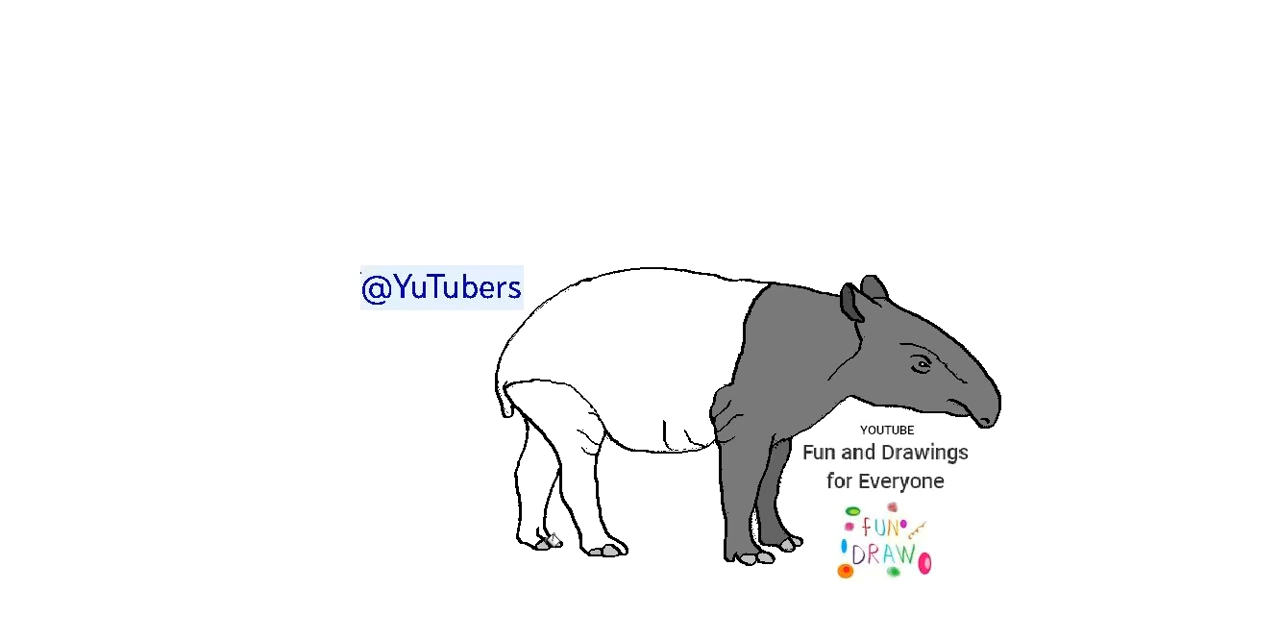 @YuTubers
YOUTUBE
Fun and Drawings
for Everyone
FUN
DRAW